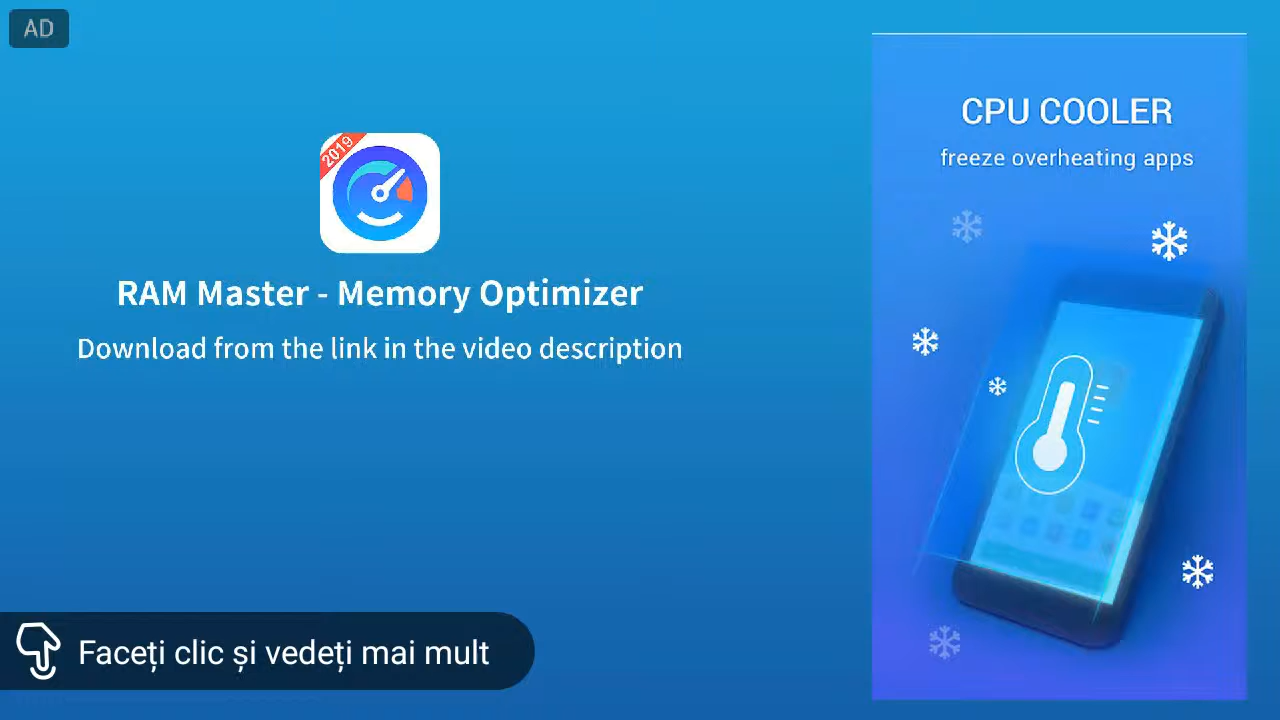 AD
2019
RAM Master - Memory Optimizer
Download from the link in the video description
CPU COOLER
freeze overheating apps
Faceți clic și vedeți mai mult